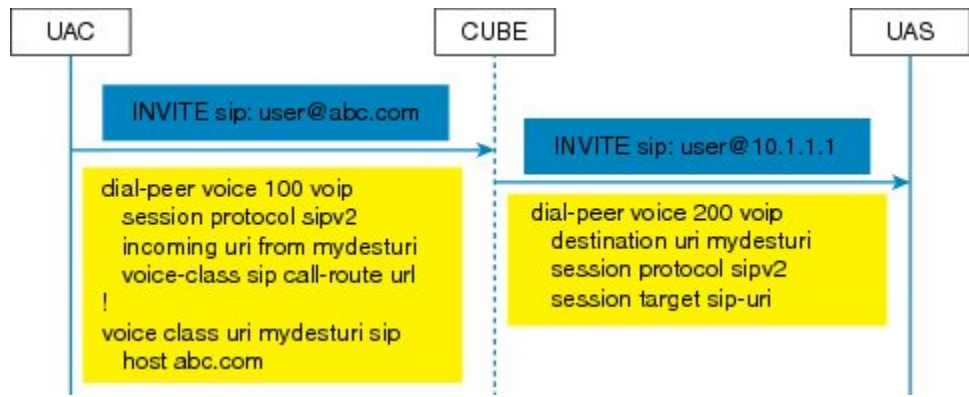 UAC
CUBE
UAS
INVITE sip: user@abc.com
INVITE sip: user@10.1.1.1
dial-peer voice 100 voip
session protocol sipv2
incoming uri from mydesturi
voice-class sip call-route url
!
voice class uri mydesturi sip
host abc.com
dial-peer voice 200 voip
destination uri mydesturi
session protocol sipv2
session target sip-uri